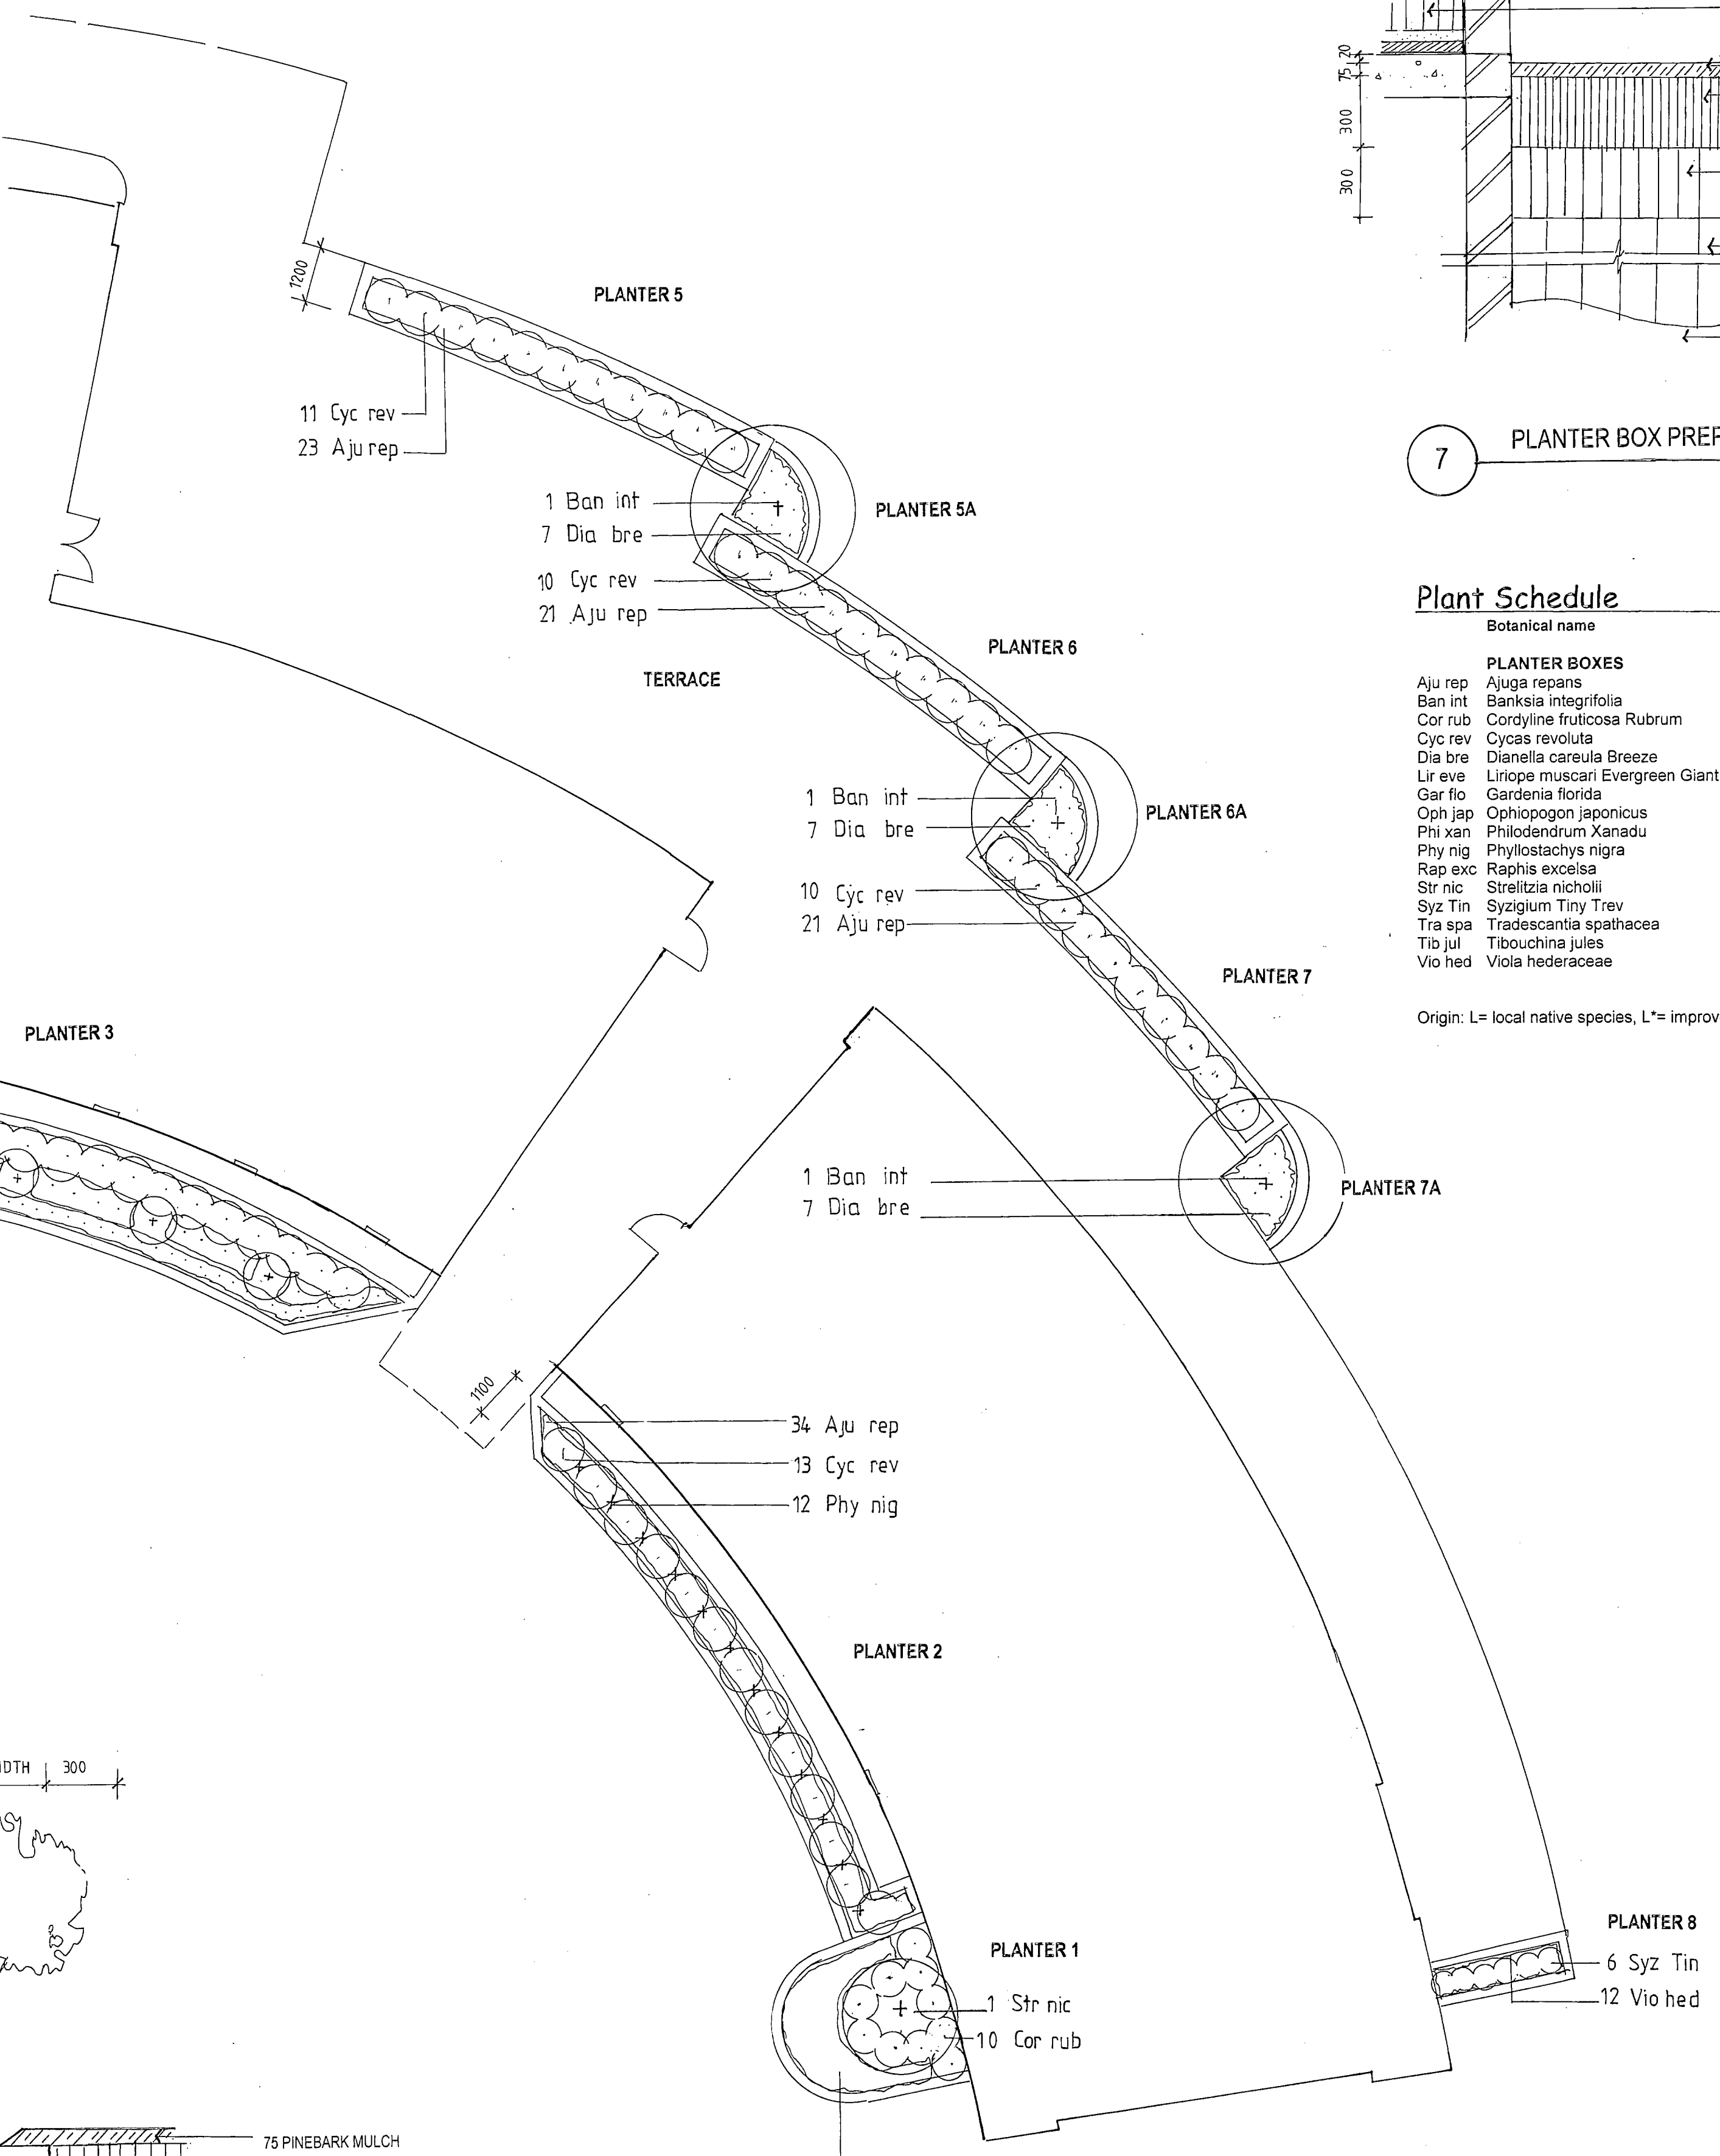 20
75
300
300
1200
PLANTER 5
11 Cyc rev
23 Aju rep
7
PLANTER BOX PREP
1 Ban int
7 Dia bre
PLANTER 5A
10 Cyc rev
21 Aju rep
PLANTER 6
TERRACE
Plant Schedule
Botanical name
PLANTER BOXES
Aju rep Ajuga repans
Ban int Banksia integrifolia
Cor rub Cordyline fruticosa Rubrum
Cyc rev Cycas revoluta
Dia bre Dianella careula Breeze
Lir eve Liriope muscari Evergreen Giant
Gar flo Gardenia florida
Oph jap Ophiopogon japonicus
Phi xan Philodendrum Xanadu
Phy nig Phyllostachys nigra
Rap exc Raphis excelsa
Str nic Strelitzia nicholii
Syz Tin Syzigium Tiny Trev
Tra spa Tradescantia spathacea
Tib jul Tibouchina jules
Vio hed Viola hederaceae
Origin: L= local native species, L*= improv
1 Ban int
7 Dia bre
PLANTER 6A
10 Cyc rev
21 Aju rep
PLANTER 7
PLANTER 3
1 Ban int
7 Dia bre
PLANTER 7A
1100
34 Aju rep
13 Cyc rev
12 Phy nig
PLANTER 2
IDTH 300
PLANTER 1
1 Str nic
10 Cor rub
PLANTER 8
6 Syz Tin
12 Vio hed
75 PINEBARK MULCH